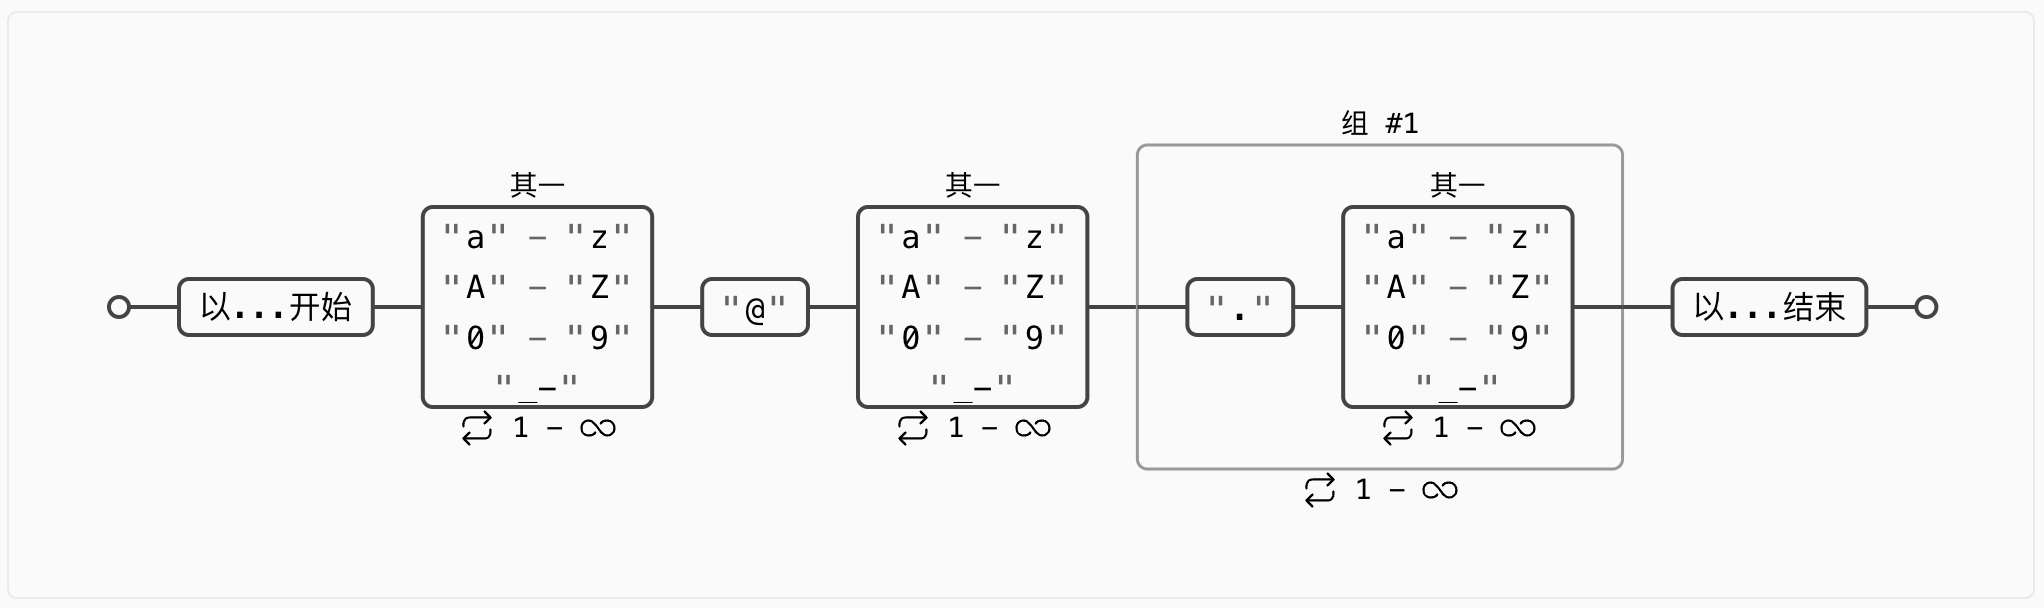 组 #1
其一
其一
其一
以...开始
"a" - "z"
"A" - "Z"
"0" - "9"
"_-"
1 - ∞
"@"
"a" - "z"
"A" - "Z"
"0" - "9"
"_-"
1 - ∞
"."
"a" - "z"
"A" - "Z"
"0" - "9"
"_-"
1 - ∞
1 - ∞
以...结束